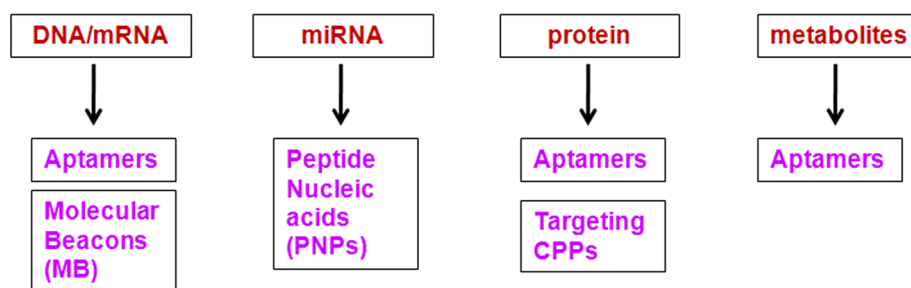 DNA/mRNA
miRNA
protein
metabolites
Aptamers
Molecular
Beacons
(MB)
Peptide
Nucleic
acids
(PNPs)
Aptamers
Targeting
CPPs
Aptamers